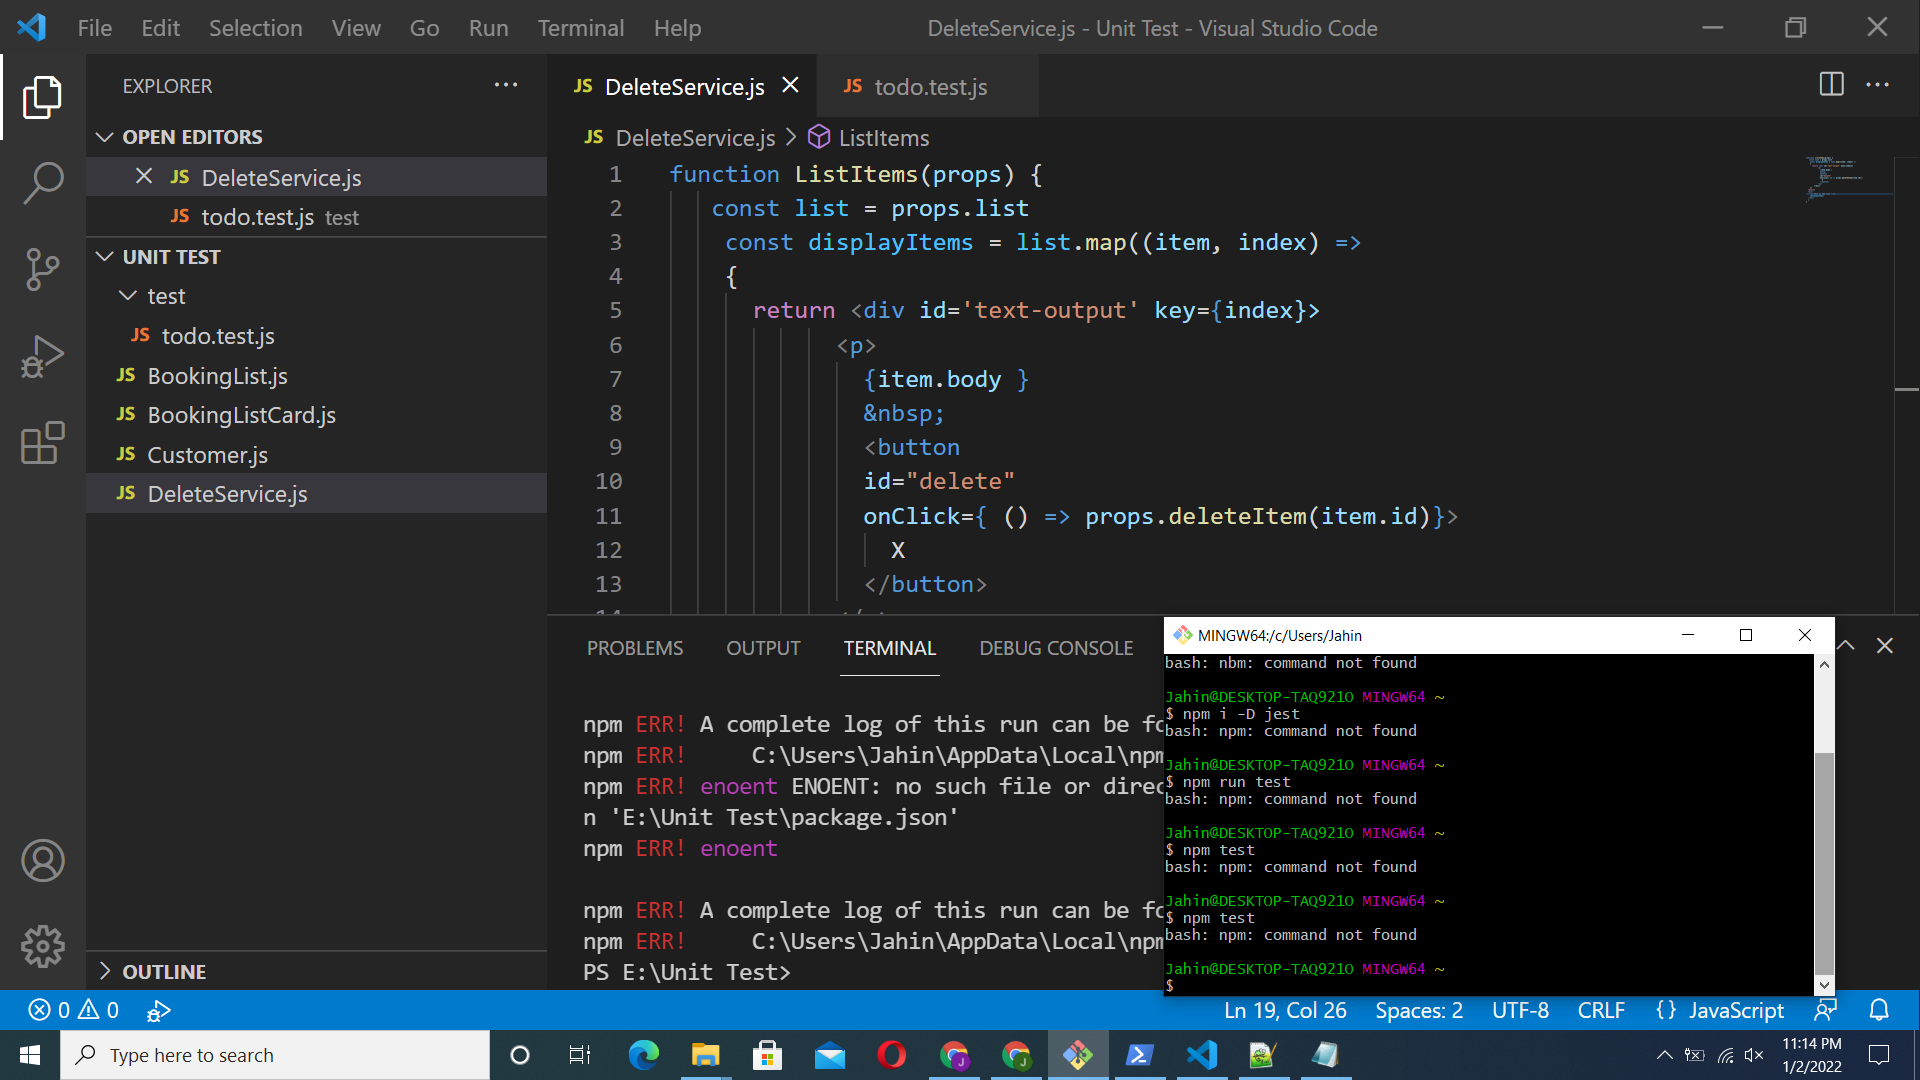 File Edit Selection View Go Run Terminal Help
DeleteService.js - Unit Test - Visual Studio Code
EXPLORER
OPEN EDITORS
JS DeleteService.js
JS todo.test.js test
UNIT TEST
test
JS todo.test.js
JS BookingList.js
JS BookingListCard.js
JS Customer.js
JS DeleteService.js
OUTLINE
JS DeleteService.js
JS todo.test.js
JS DeleteService.js > ListItems
1 function ListItems(props) {
2 const list = props.list
3 const displayItems = list.map((item, index) =>
4 {
5 return <div id='text-output' key={index}>
6 <p>
7 {item.body }
8 &nbsp;
9 <button
10 id="delete"
11 onClick={ () => props.deleteItem(item.id)}>
12 X
13 </button>
PROBLEMS OUTPUT TERMINAL DEBUG CONSOLE
npm ERR! A complete log of this run can be fo
npm ERR! C:\Users\Jahin\AppData\Local\npm
npm ERR! enoent ENOENT: no such file or direc
n 'E:\Unit Test\package.json'
npm ERR! enoent
npm ERR! A complete log of this run can be fo
npm ERR! C:\Users\Jahin\AppData\Local\npm
PS E:\Unit Test>
MINGW64:/c/Users/Jahin
bash: nbm: command not found
Jahin@DESKTOP-TAQ921O MINGW64 ~
$ npm i -D jest
bash: npm: command not found
Jahin@DESKTOP-TAQ921O MINGW64 ~
$ npm run test
bash: npm: command not found
Jahin@DESKTOP-TAQ921O MINGW64 ~
$ npm test
bash: npm: command not found
Jahin@DESKTOP-TAQ921O MINGW64 ~
$ npm test
bash: npm: command not found
Jahin@DESKTOP-TAQ921O MINGW64 ~
$
0 0
Ln 19, Col 26 Spaces: 2 UTF-8 CRLF {} JavaScript
Type here to search
11:14 PM
1/2/2022